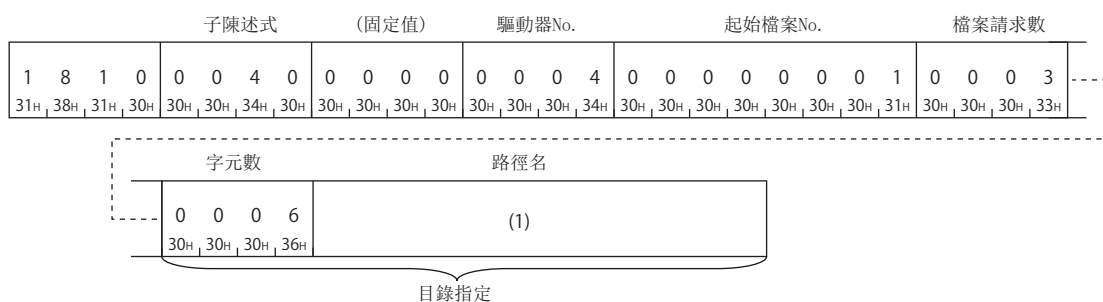 子陳述式 (固定值) 驅動器No. 起始檔案No. 檔案請求數
1 8 1 0 0 0 4 0 0 0 0 0 0 0 0 4 0 0 0 0 0 0 0 1 0 0 0 3
31H 38H 31H 30H 30H 30H 34H 30H 30H 30H 30H 30H 30H 30H 30H 34H 30H 30H 30H 30H 30H 30H 30H 31H 30H 30H 30H 33H
字元數 路徑名
0 0 0 6 (1)
30H 30H 30H 36H
目錄指定